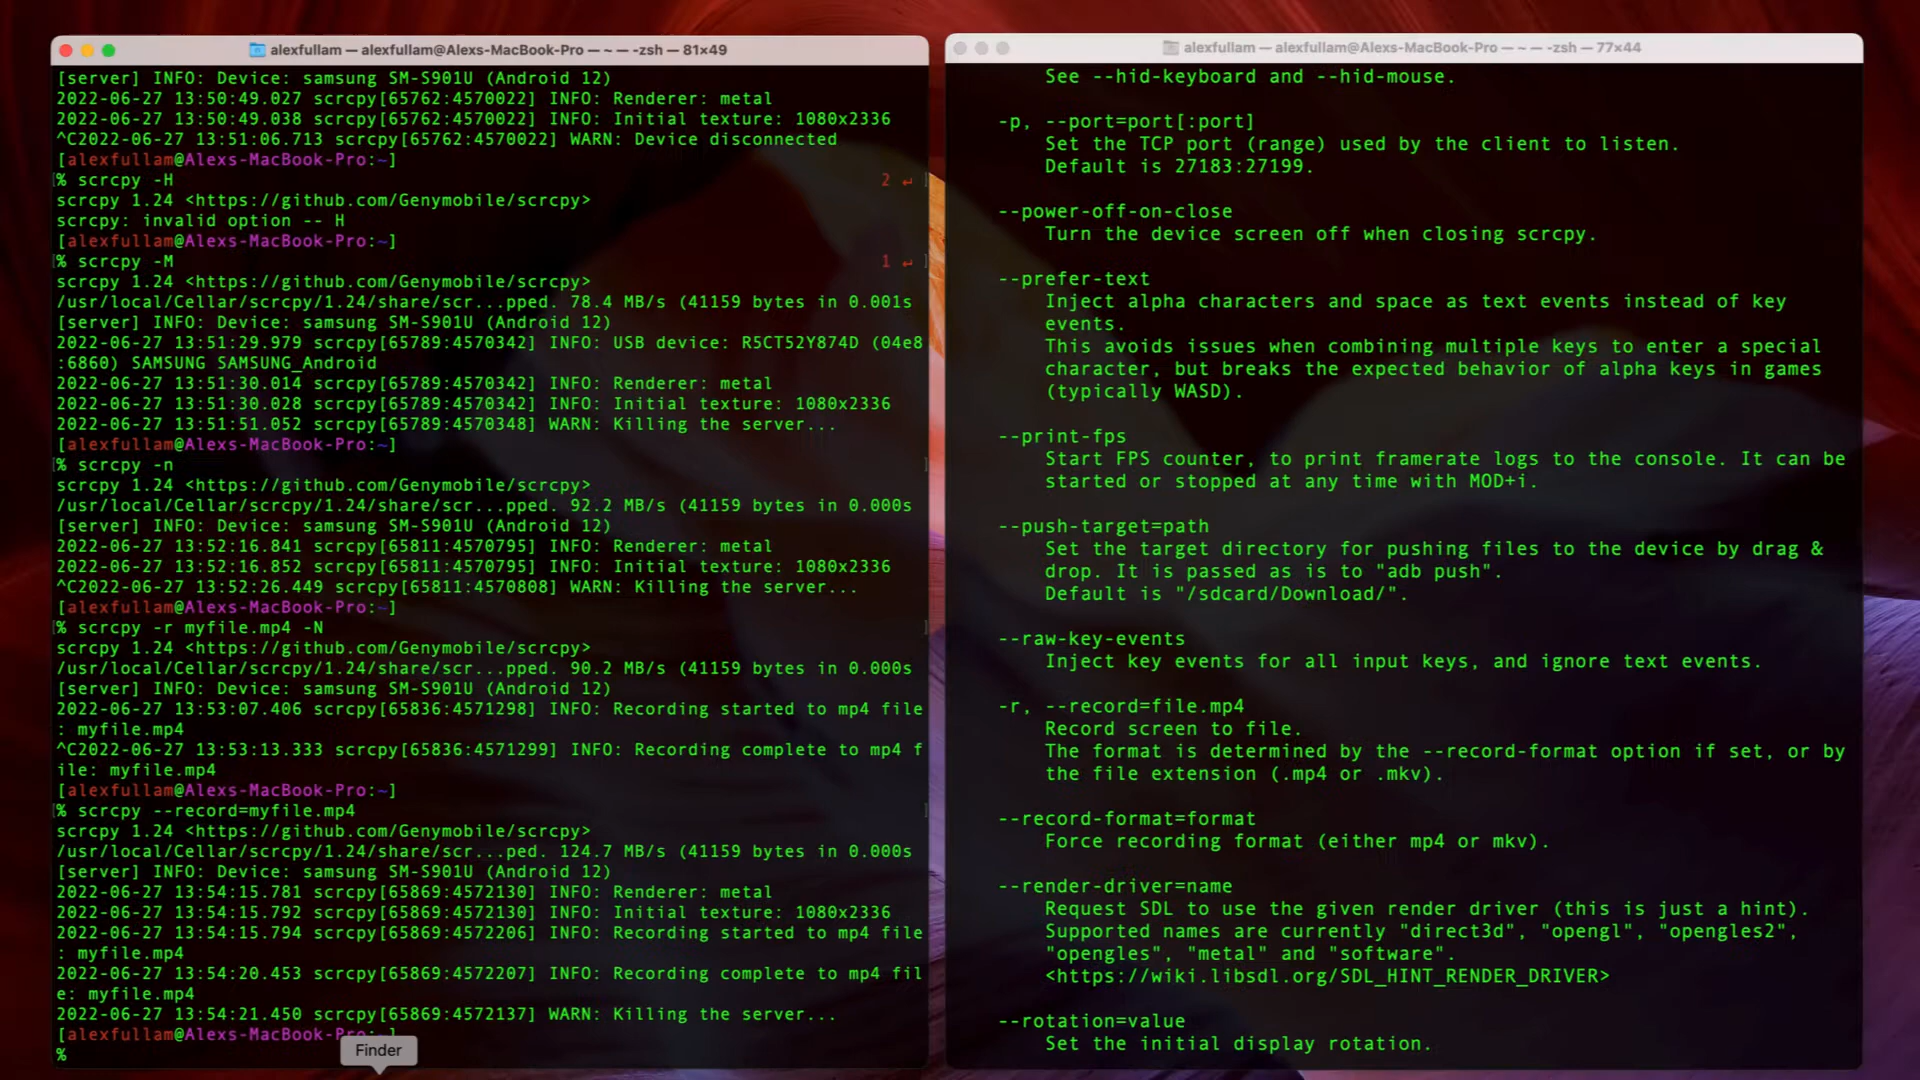 alexfullam — alexfullam@Alexs-MacBook-Pro — ~ — -zsh — 81×49
[server] INFO: Device: samsung SM-S901U (Android 12)
2022-06-27 13:50:49.027 scrcpy[65762:4570022] INFO: Renderer: metal
2022-06-27 13:50:49.038 scrcpy[65762:4570022] INFO: Initial texture: 1080x2336
^C2022-06-27 13:51:06.713 scrcpy[65762:4570022] WARN: Device disconnected
[alexfullam@Alexs-MacBook-Pro:~]
% scrcpy -H 2 ↵
scrcpy 1.24 <https://github.com/Genymobile/scrcpy>
scrcpy: invalid option -- H
[alexfullam@Alexs-MacBook-Pro:~]
% scrcpy -M 1 ↵
scrcpy 1.24 <https://github.com/Genymobile/scrcpy>
/usr/local/Cellar/scrcpy/1.24/share/scr...pped. 78.4 MB/s (41159 bytes in 0.001s
[server] INFO: Device: samsung SM-S901U (Android 12)
2022-06-27 13:51:29.979 scrcpy[65789:4570342] INFO: USB device: R5CT52Y874D (04e8
:6860) SAMSUNG SAMSUNG_Android
2022-06-27 13:51:30.014 scrcpy[65789:4570342] INFO: Renderer: metal
2022-06-27 13:51:30.028 scrcpy[65789:4570342] INFO: Initial texture: 1080x2336
2022-06-27 13:51:51.052 scrcpy[65789:4570348] WARN: Killing the server...
[alexfullam@Alexs-MacBook-Pro:~]
% scrcpy -n
scrcpy 1.24 <https://github.com/Genymobile/scrcpy>
/usr/local/Cellar/scrcpy/1.24/share/scr...pped. 92.2 MB/s (41159 bytes in 0.000s
[server] INFO: Device: samsung SM-S901U (Android 12)
2022-06-27 13:52:16.841 scrcpy[65811:4570795] INFO: Renderer: metal
2022-06-27 13:52:16.852 scrcpy[65811:4570795] INFO: Initial texture: 1080x2336
^C2022-06-27 13:52:26.449 scrcpy[65811:4570808] WARN: Killing the server...
[alexfullam@Alexs-MacBook-Pro:~]
% scrcpy -r myfile.mp4 -N
scrcpy 1.24 <https://github.com/Genymobile/scrcpy>
/usr/local/Cellar/scrcpy/1.24/share/scr...pped. 90.2 MB/s (41159 bytes in 0.000s
[server] INFO: Device: samsung SM-S901U (Android 12)
2022-06-27 13:53:07.406 scrcpy[65836:4571298] INFO: Recording started to mp4 file
: myfile.mp4
^C2022-06-27 13:53:13.333 scrcpy[65836:4571299] INFO: Recording complete to mp4 f
ile: myfile.mp4
[alexfullam@Alexs-MacBook-Pro:~]
% scrcpy --record=myfile.mp4
scrcpy 1.24 <https://github.com/Genymobile/scrcpy>
/usr/local/Cellar/scrcpy/1.24/share/scr...ped. 124.7 MB/s (41159 bytes in 0.000s
[server] INFO: Device: samsung SM-S901U (Android 12)
2022-06-27 13:54:15.781 scrcpy[65869:4572130] INFO: Renderer: metal
2022-06-27 13:54:15.792 scrcpy[65869:4572130] INFO: Initial texture: 1080x2336
2022-06-27 13:54:15.794 scrcpy[65869:4572206] INFO: Recording started to mp4 file
: myfile.mp4
2022-06-27 13:54:20.453 scrcpy[65869:4572207] INFO: Recording complete to mp4 fil
e: myfile.mp4
2022-06-27 13:54:21.450 scrcpy[65869:4572137] WARN: Killing the server...
[alexfullam@Alexs-MacBook-Pro:~]
%
Finder
alexfullam — alexfullam@Alexs-MacBook-Pro — ~ — -zsh — 77×44
See --hid-keyboard and --hid-mouse.
-p, --port=port[:port]
Set the TCP port (range) used by the client to listen.
Default is 27183:27199.
--power-off-on-close
Turn the device screen off when closing scrcpy.
--prefer-text
Inject alpha characters and space as text events instead of key
events.
This avoids issues when combining multiple keys to enter a special
character, but breaks the expected behavior of alpha keys in games
(typically WASD).
--print-fps
Start FPS counter, to print framerate logs to the console. It can be
started or stopped at any time with MOD+i.
--push-target=path
Set the target directory for pushing files to the device by drag &
drop. It is passed as is to "adb push".
Default is "/sdcard/Download/".
--raw-key-events
Inject key events for all input keys, and ignore text events.
-r, --record=file.mp4
Record screen to file.
The format is determined by the --record-format option if set, or by
the file extension (.mp4 or .mkv).
--record-format=format
Force recording format (either mp4 or mkv).
--render-driver=name
Request SDL to use the given render driver (this is just a hint).
Supported names are currently "direct3d", "opengl", "opengles2",
"opengles", "metal" and "software".
<https://wiki.libsdl.org/SDL_HINT_RENDER_DRIVER>
--rotation=value
Set the initial display rotation.